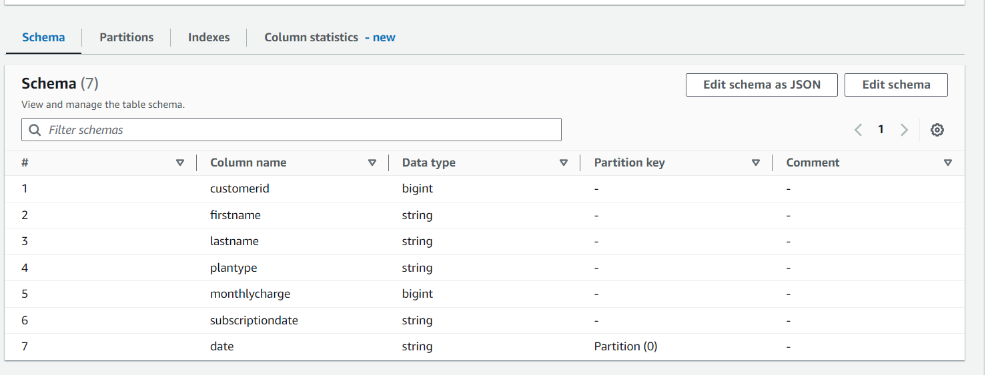 Schema Partitions Indexes Column statistics - new
Schema (7) Edit schema as JSON Edit schema
View and manage the table schema.
Filter schemas 1
# Column name Data type Partition key Comment
1 customerid bigint - -
2 firstname string - -
3 lastname string - -
4 plantype string - -
5 monthlycharge bigint - -
6 subscriptiondate string - -
7 date string Partition (0) -